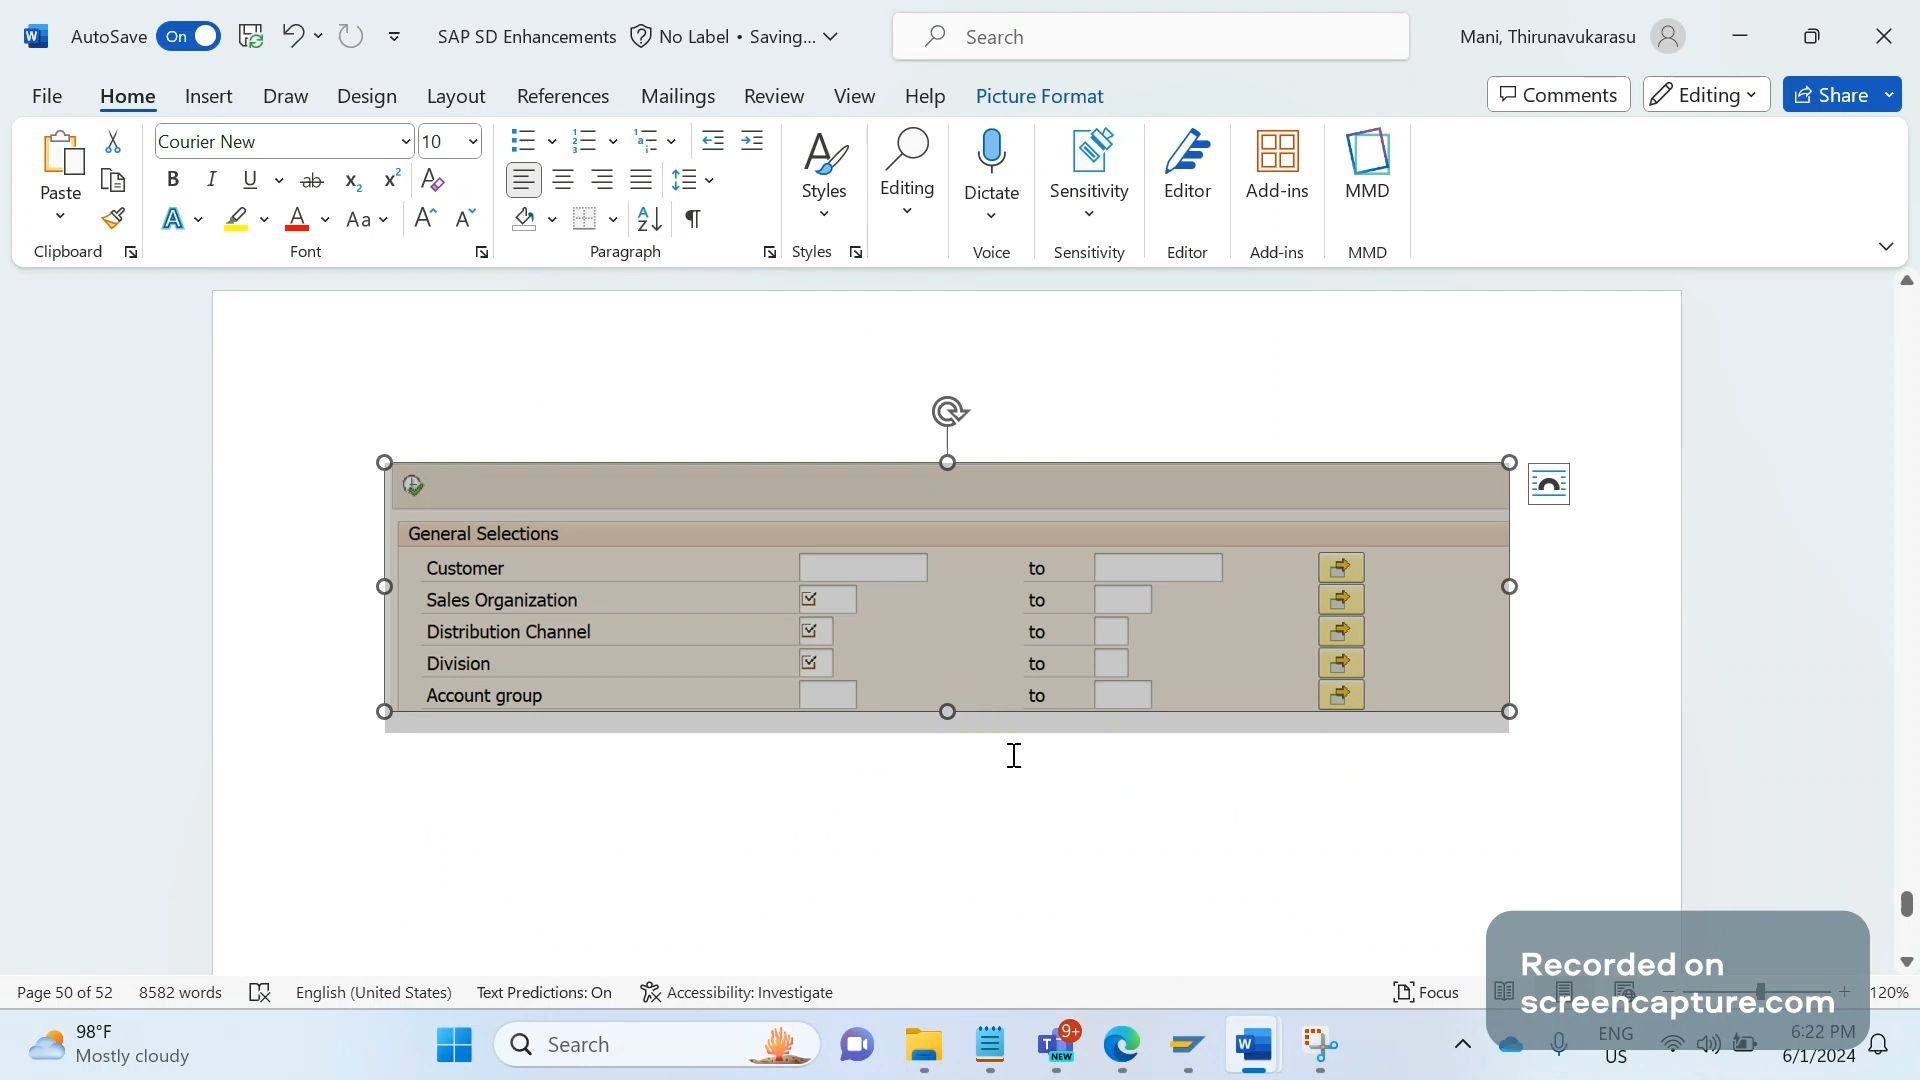 AutoSave On SAP SD Enhancements No Label • Saving... Search Mani, Thirunavukarasu
File Home Insert Draw Design Layout References Mailings Review View Help Picture Format Comments Editing Share
Paste Courier New 10 Styles Editing Dictate Sensitivity Editor Add-ins MMD
Clipboard Font Paragraph Styles Voice Sensitivity Editor Add-ins MMD
General Selections
Customer to
Sales Organization to
Distribution Channel to
Division to
Account group to
Recorded on
screencapture.com
Page 50 of 52 8582 words English (United States) Text Predictions: On Accessibility: Investigate Focus 120%
98°F
Mostly cloudy
Search
9+
NEW
ENG
US
6:22 PM
6/1/2024